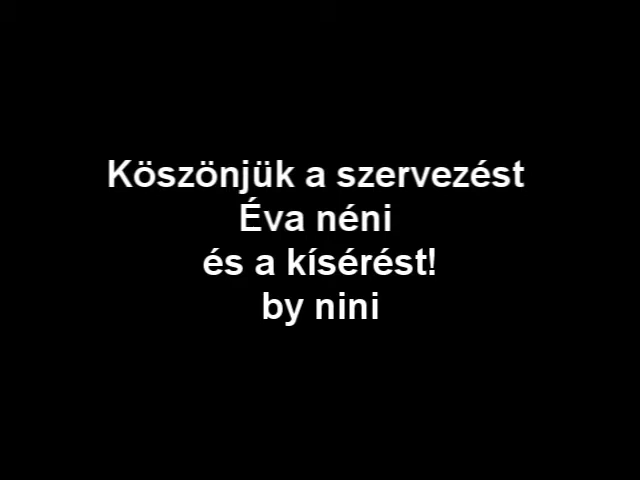 Köszönjük a szervezést
Éva néni
és a kísérést!
by nini